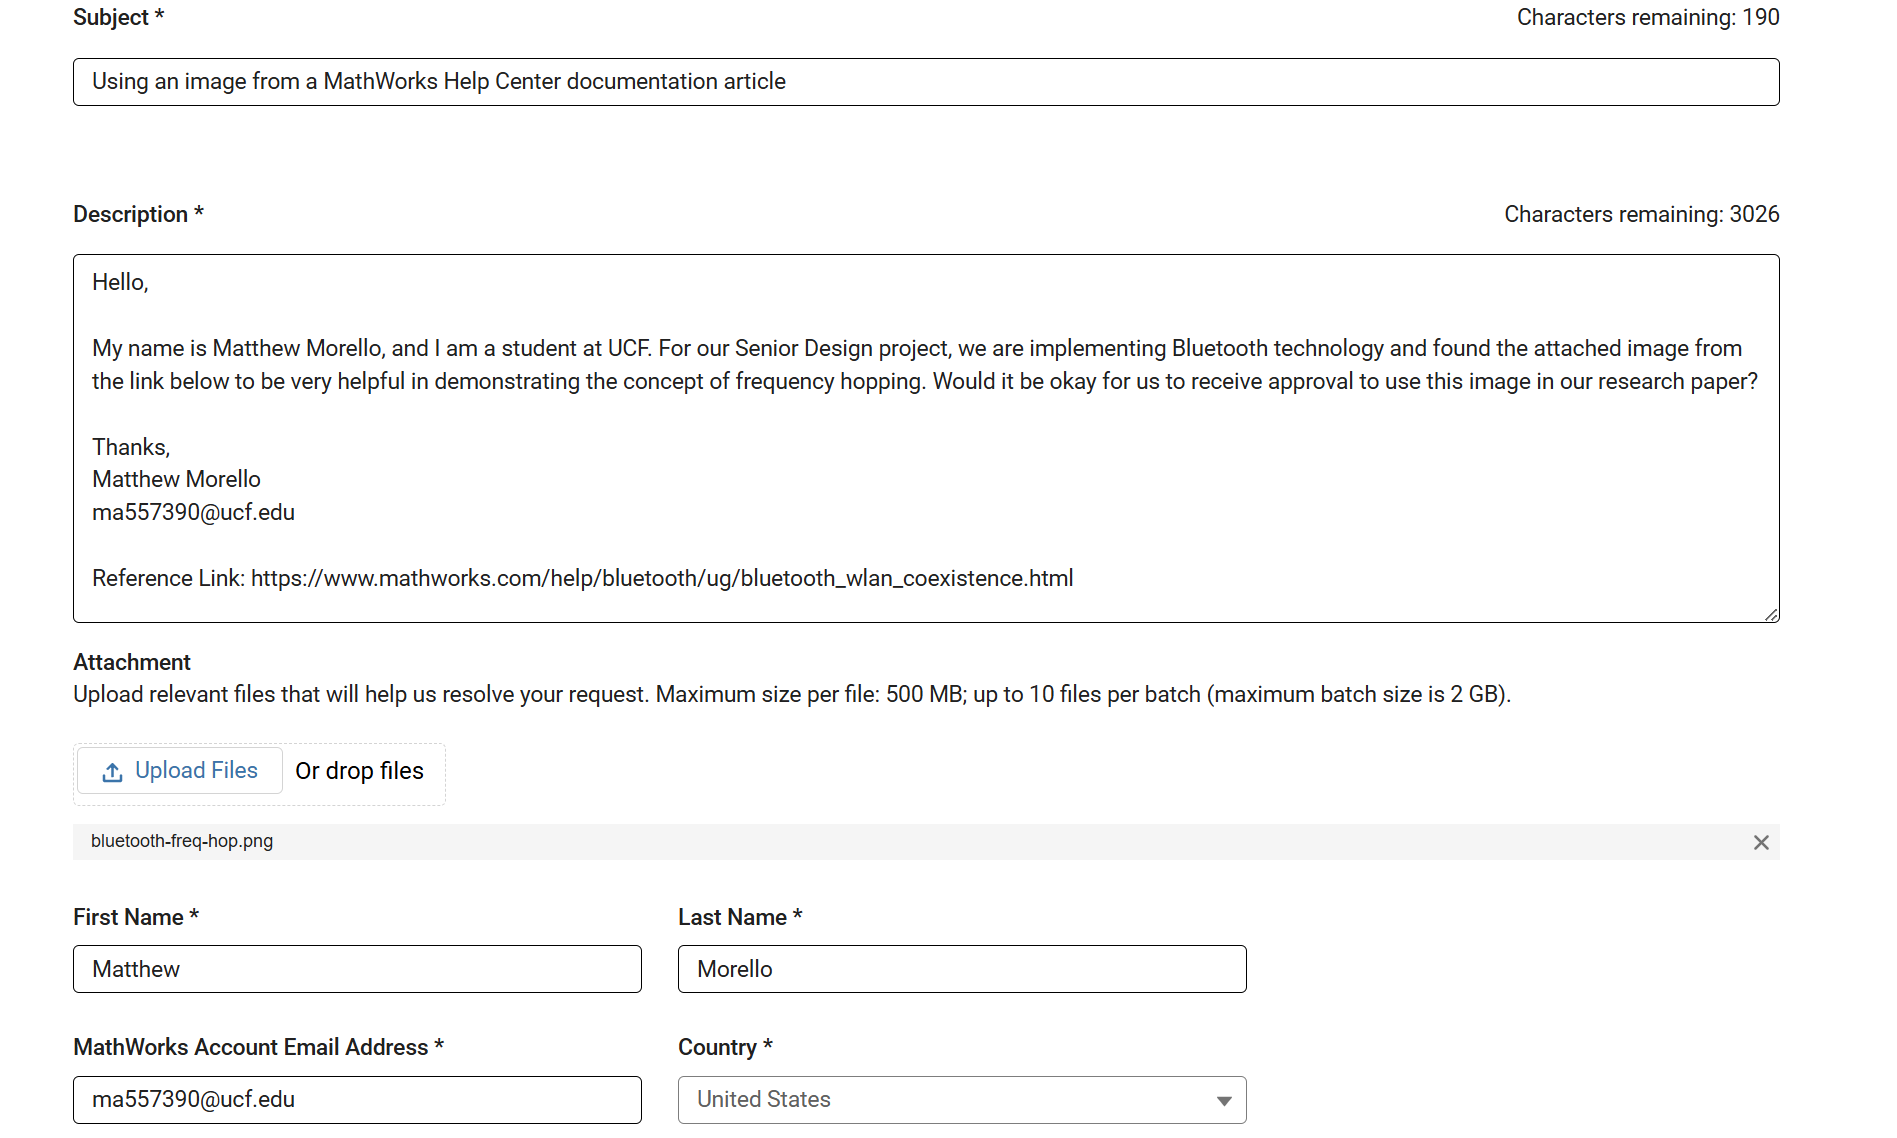 Subject *
Characters remaining: 190
Using an image from a MathWorks Help Center documentation article
Description *
Characters remaining: 3026
Hello,
My name is Matthew Morello, and I am a student at UCF. For our Senior Design project, we are implementing Bluetooth technology and found the attached image from
the link below to be very helpful in demonstrating the concept of frequency hopping. Would it be okay for us to receive approval to use this image in our research paper?
Thanks,
Matthew Morello
ma557390@ucf.edu
Reference Link: https://www.mathworks.com/help/bluetooth/ug/bluetooth_wlan_coexistence.html
Attachment
Upload relevant files that will help us resolve your request. Maximum size per file: 500 MB; up to 10 files per batch (maximum batch size is 2 GB).
Upload Files
Or drop files
bluetooth-freq-hop.png
First Name *
Last Name *
Matthew
Morello
MathWorks Account Email Address *
Country *
ma557390@ucf.edu
United States